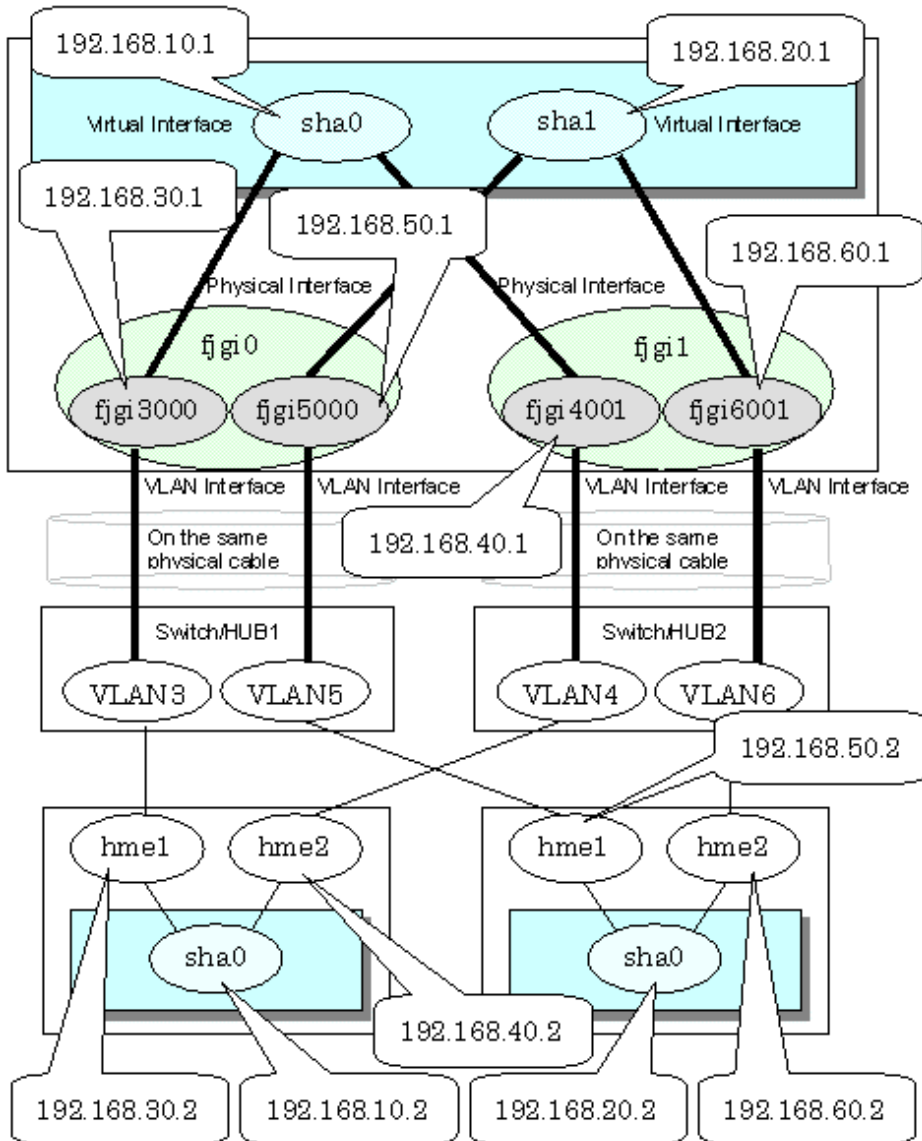 192.168.10.1
192.168.20.1
Virtual Interface
sha0
sha1
Virtual Interface
192.168.30.1
192.168.50.1
192.168.60.1
Physical Interface
Physical Interface
fjgi0
fjgi1
fjgi3000
fjgi5000
fjgi4001
fjgi6001
VLAN Interface
VLAN Interface
VLAN Interface
VLAN Interface
On the same
physical cable
192.168.40.1
On the same
physical cable
Switch/HUB1
Switch/HUB2
VLAN3
VLAN5
VLAN4
VLAN6
192.168.50.2
hme1
hme2
hme1
hme2
sha0
sha0
192.168.40.2
192.168.30.2
192.168.10.2
192.168.20.2
192.168.60.2